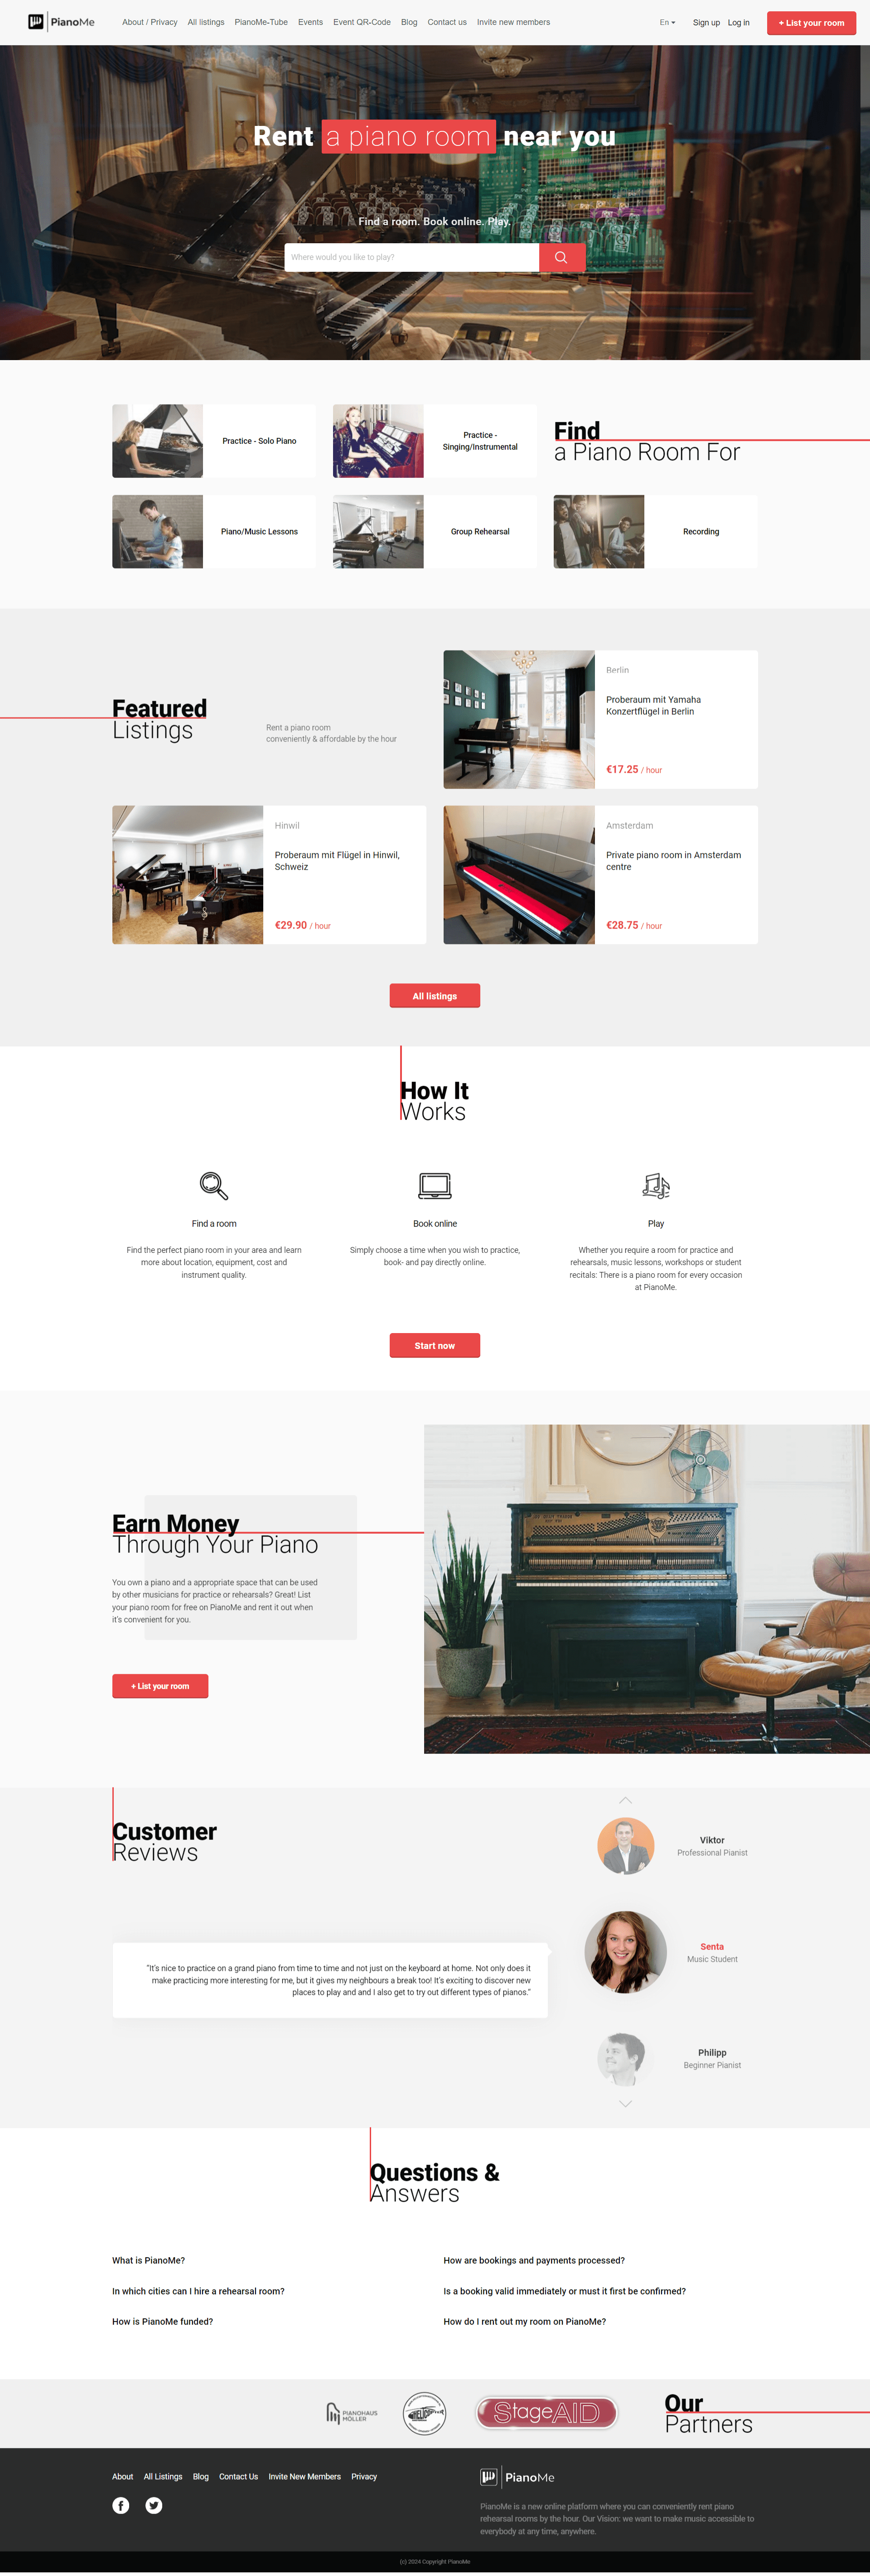 PianoMe
About / Privacy All listings PianoMe-Tube Events Event QR-Code Blog Contact us Invite new members
En
Sign up Log in
+ List your room
Rent a piano room near you
Find a room. Book online. Play.
Where would you like to play?
Practice - Solo Piano
Practice -
Singing/Instrumental
Find
a Piano Room For
Piano/Music Lessons
Group Rehearsal
Recording
Featured
Listings
Rent a piano room
conveniently & affordable by the hour
Berlin
Proberaum mit Yamaha
Konzertflügel in Berlin
€17.25 / hour
Hinwil
Proberaum mit Flügel in Hinwil,
Schweiz
€29.90 / hour
Amsterdam
Private piano room in Amsterdam
centre
€28.75 / hour
All listings
How It
Works
Find a room
Find the perfect piano room in your area and learn
more about location, equipment, cost and
instrument quality.
Book online
Simply choose a time when you wish to practice,
book- and pay directly online.
Play
Whether you require a room for practice and
rehearsals, music lessons, workshops or student
recitals: There is a piano room for every occasion
at PianoMe.
Start now
Earn Money
Through Your Piano
You own a piano and a appropriate space that can be used
by other musicians for practice or rehearsals? Great! List
your piano room for free on PianoMe and rent it out when
it's convenient for you.
+ List your room
Customer
Reviews
Viktor
Professional Pianist
"It's nice to practice on a grand piano from time to time and not just on the keyboard at home. Not only does it
make practicing more interesting for me, but it gives my neighbours a break too! It's exciting to discover new
places to play and and I also get to try out different types of pianos."
Senta
Music Student
Philipp
Beginner Pianist
Questions &
Answers
What is PianoMe?
How are bookings and payments processed?
In which cities can I hire a rehearsal room?
Is a booking valid immediately or must it first be confirmed?
How is PianoMe funded?
How do I rent out my room on PianoMe?
PIANOHAUS
MÖLLER
StageAID
Our
Partners
About All Listings Blog Contact Us Invite New Members Privacy
PianoMe
PianoMe is a new online platform where you can conveniently rent piano
rehearsal rooms by the hour. Our Vision: we want to make music accessible to
everybody at any time, anywhere.
(c) 2024 Copyright PianoMe